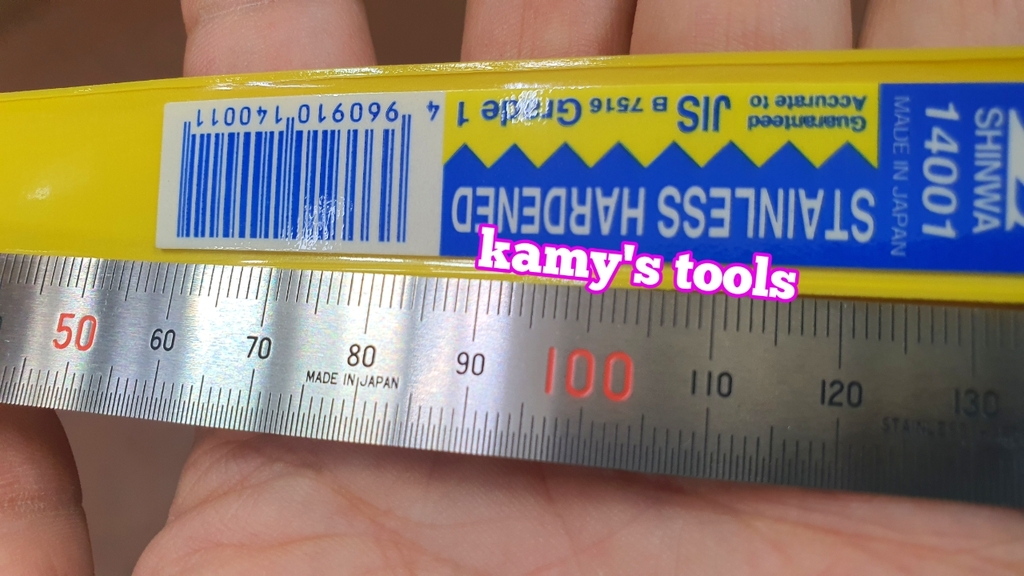 SHINWA
14001
MADE IN JAPAN
Guaranteed
Accurate to
JIS B 7516 Grade 1
STAINLESS HARDENED
4 960910 140011
kamy's tools
50 60 70 80 90 100 110 120 130
MADE IN JAPAN